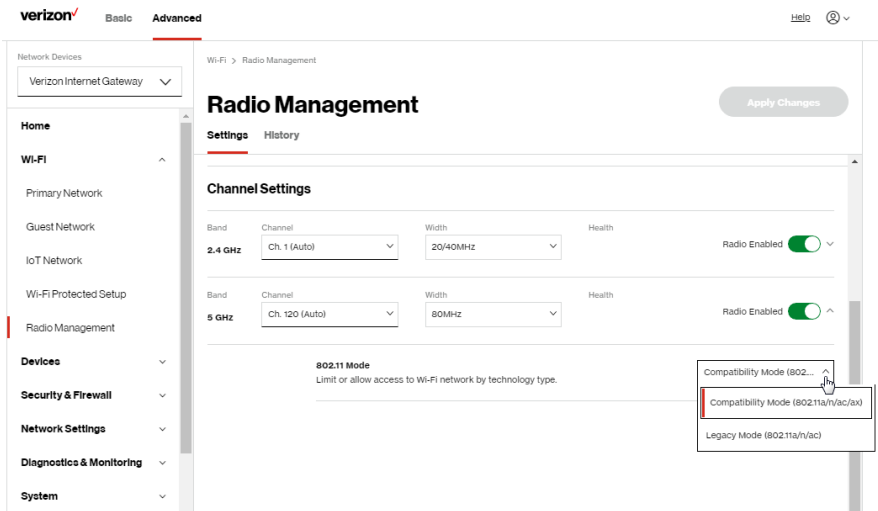 verizon
Basic
Advanced
Help
Network Devices
Verizon Internet Gateway
Home
Wi-Fi
Primary Network
Guest Network
IoT Network
Wi-Fi Protected Setup
Radio Management
Devices
Security & Firewall
Network Settings
Diagnostics & Monitoring
System
Wi-Fi > Radio Management
Radio Management
Apply Changes
Settings
History
Channel Settings
Band
Channel
Width
Health
2.4 GHz
Ch. 1 (Auto)
20/40MHz
Radio Enabled
Band
Channel
Width
Health
5 GHz
Ch. 120 (Auto)
80MHz
Radio Enabled
802.11 Mode
Limit or allow access to Wi-Fi network by technology type.
Compatibility Mode (802...
Compatibility Mode (802.11a/n/ac/ax)
Legacy Mode (802.11a/n/ac)